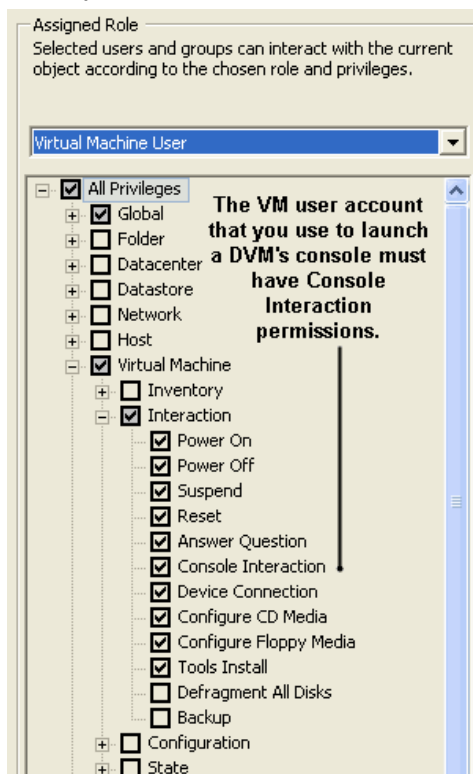 Assigned Role
Selected users and groups can interact with the current
object according to the chosen role and privileges.
Virtual Machine User
All Privileges
Global
Folder
Datacenter
Datastore
Network
Host
Virtual Machine
Inventory
Interaction
Power On
Power Off
Suspend
Reset
Answer Question
Console Interaction
Device Connection
Configure CD Media
Configure Floppy Media
Tools Install
Defragment All Disks
Backup
Configuration
State
The VM user account
that you use to launch
a DVM's console must
have Console
Interaction
permissions.